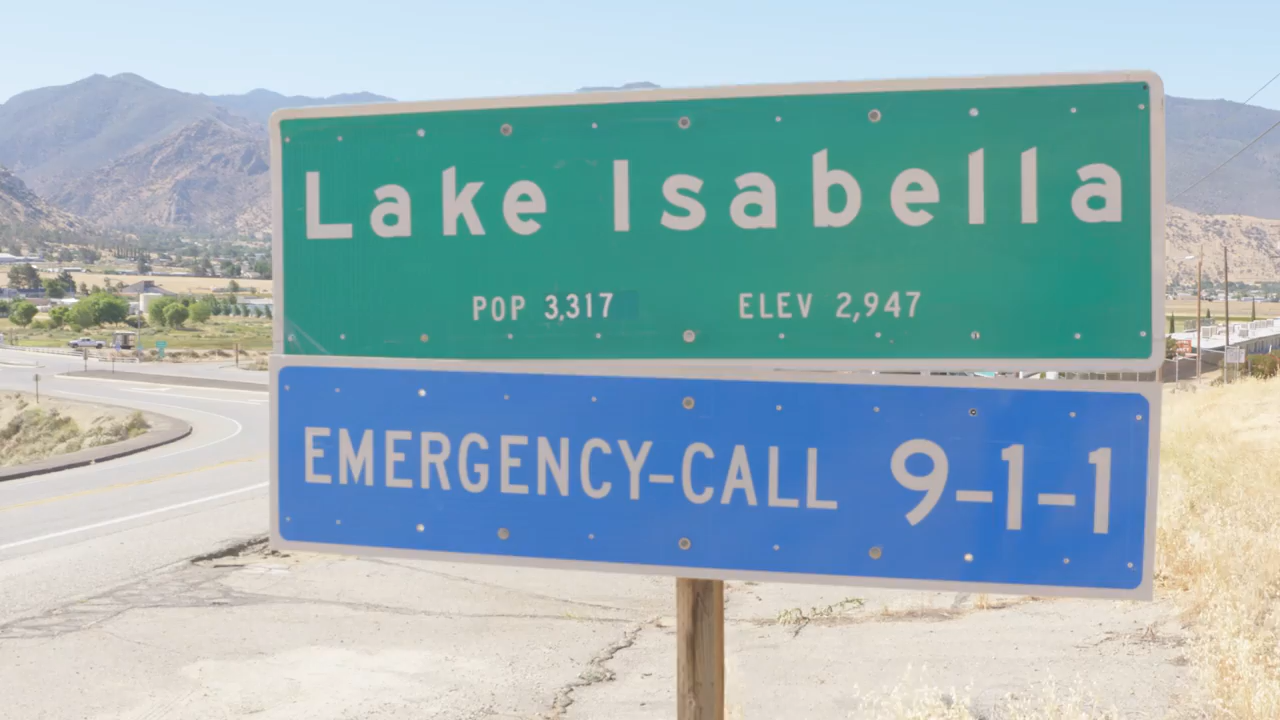 Lake Isabella
POP 3,317 ELEV 2,947
EMERGENCY-CALL 9-1-1